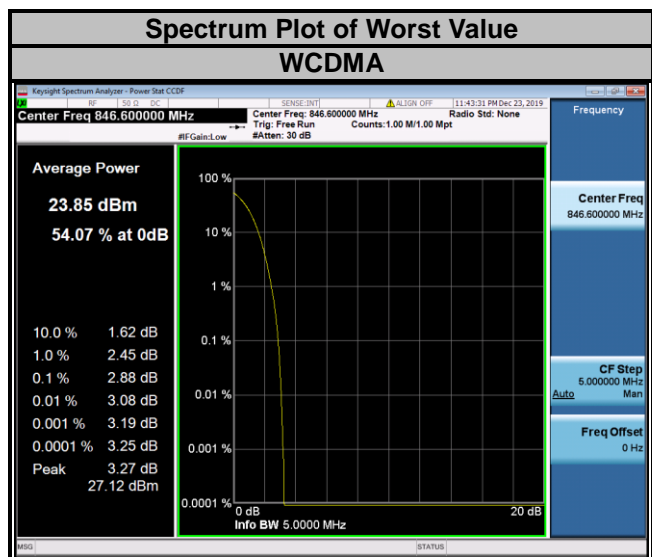 Spectrum Plot of Worst Value
WCDMA
Keysight Spectrum Analyzer - Power Stat CCDF
RF 50 Ω DC SENSE:INT ALIGN OFF 11:43:31 PM Dec 23, 2019
Center Freq 846.600000 MHz
Center Freq: 846.600000 MHz Radio Std: None
Trig: Free Run Counts:1.00 M/1.00 Mpt
#IFGain:Low #Atten: 30 dB
Frequency
Average Power
23.85 dBm
54.07 % at 0dB
10.0 % 1.62 dB
1.0 % 2.45 dB
0.1 % 2.88 dB
0.01 % 3.08 dB
0.001 % 3.19 dB
0.0001 % 3.25 dB
Peak 3.27 dB
27.12 dBm
100 %
10 %
1 %
0.1 %
0.01 %
0.001 %
0.0001 %
0 dB 20 dB
Info BW 5.0000 MHz
Center Freq
846.600000 MHz
CF Step
5.000000 MHz
Auto Man
Freq Offset
0 Hz
MSG STATUS